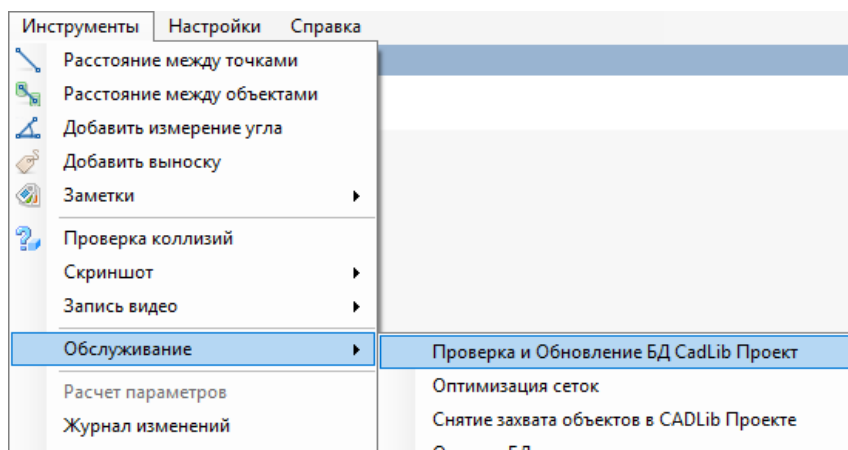 Инструменты Настройки Справка
Расстояние между точками
Расстояние между объектами
Добавить измерение угла
Добавить выноску
Заметки
Проверка коллизий
Скриншот
Запись видео
Обслуживание
Проверка и Обновление БД CadLib Проект
Оптимизация сеток
Расчет параметров
Снятие захвата объектов в CADLib Проекте
Журнал изменений